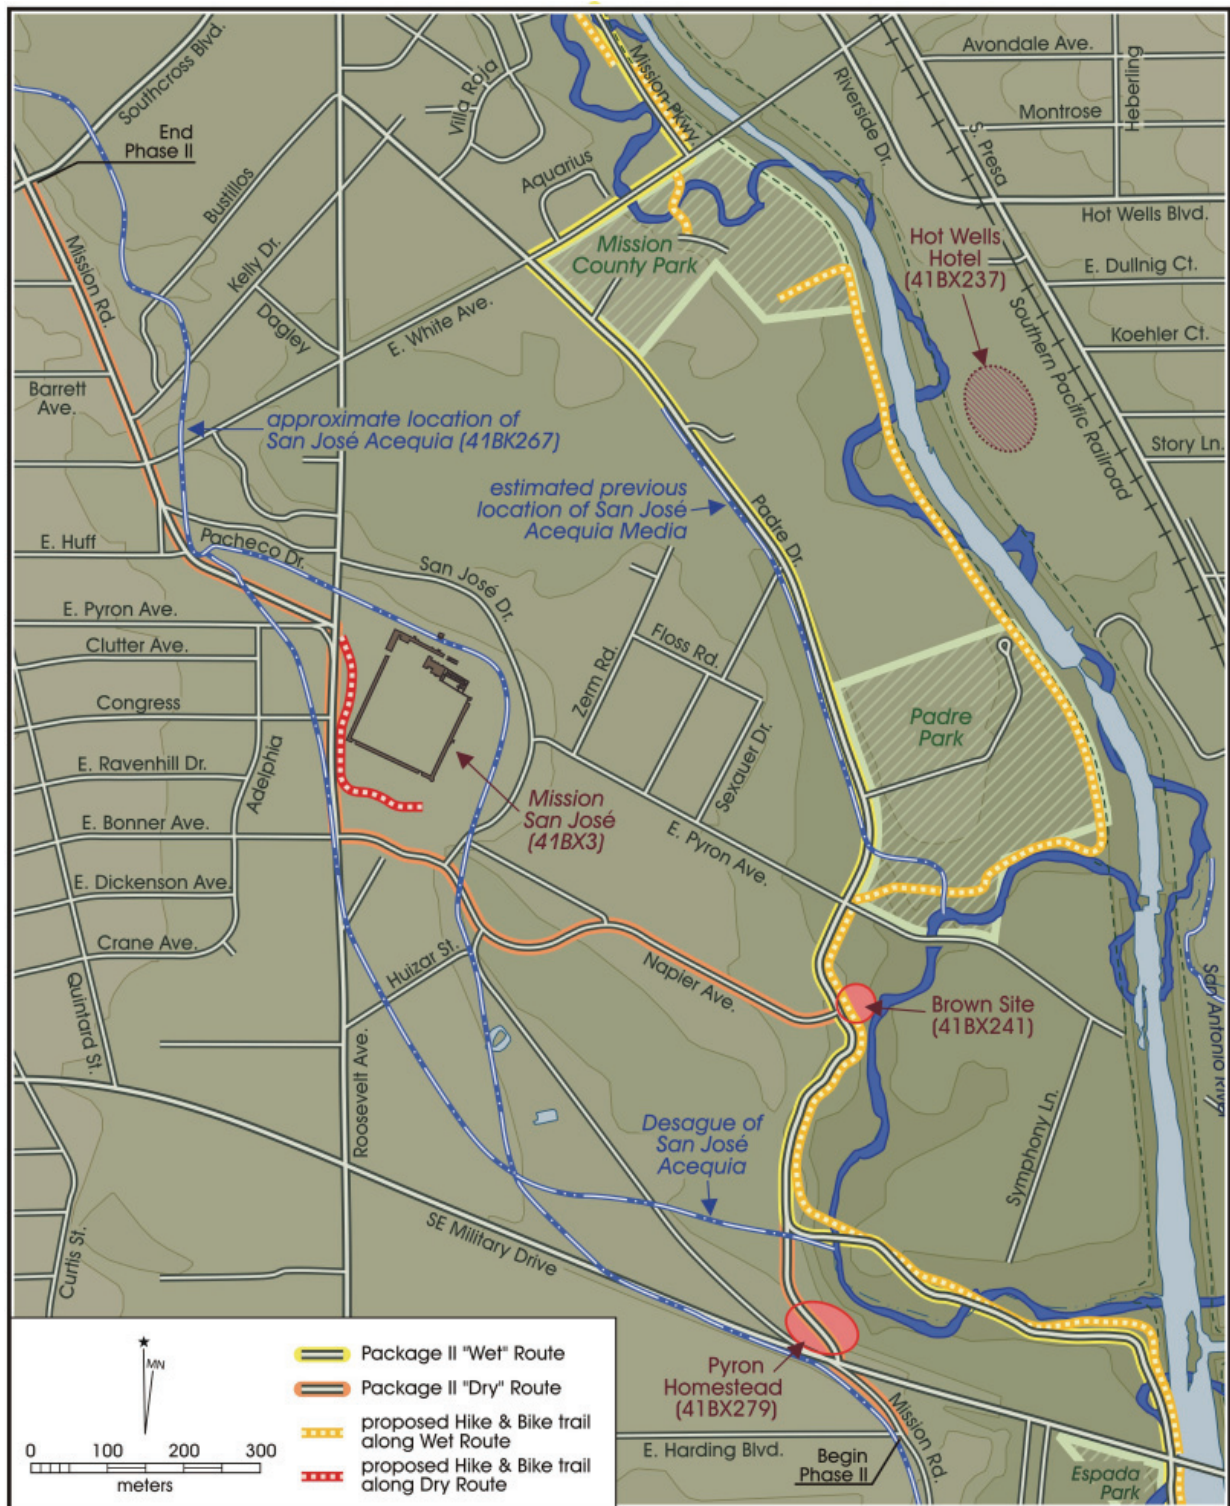 Southcross Blvd.
End
Phase II
Villa Roja
Mission Pkwy.
Riverside Dr.
Avondale Ave.
Heberling
Montrose
S. Presa
Hot Wells Blvd.
Bustillos
Aquarius
Mission
County Park
Hot Wells
Hotel
(41BX237)
E. Dullnig Ct.
Mission Rd.
Kelly Dr.
Dagley
E. White Ave.
Southern Pacific Railroad
Koehler Ct.
Barrett
Ave.
approximate location of
San José Acequia (41BK267)
Story Ln.
estimated previous
location of San José
Acequia Media
Padre Dr.
E. Huff
Pacheco Dr.
San José Dr.
E. Pyron Ave.
Clutter Ave.
Floss Rd.
Zerm Rd.
Congress
Padre
Park
Adelphia
E. Ravenhill Dr.
Sexauer Dr.
Mission
San José
(41BX3)
E. Bonner Ave.
E. Pyron Ave.
E. Dickenson Ave.
Crane Ave.
Huizar St.
Napier Ave.
Quintard St.
Brown Site
(41BX241)
San Antonio River
Roosevelt Ave.
Desague of
San José
Acequia
Symphony Ln.
Curtis St.
SE Military Drive
Pyron
Homestead
(41BX279)
Mission Rd.
E. Harding Blvd.
Begin
Phase II
Espada
Park
MN
0 100 200 300
meters
Package II "Wet" Route
Package II "Dry" Route
proposed Hike & Bike trail
along Wet Route
proposed Hike & Bike trail
along Dry Route